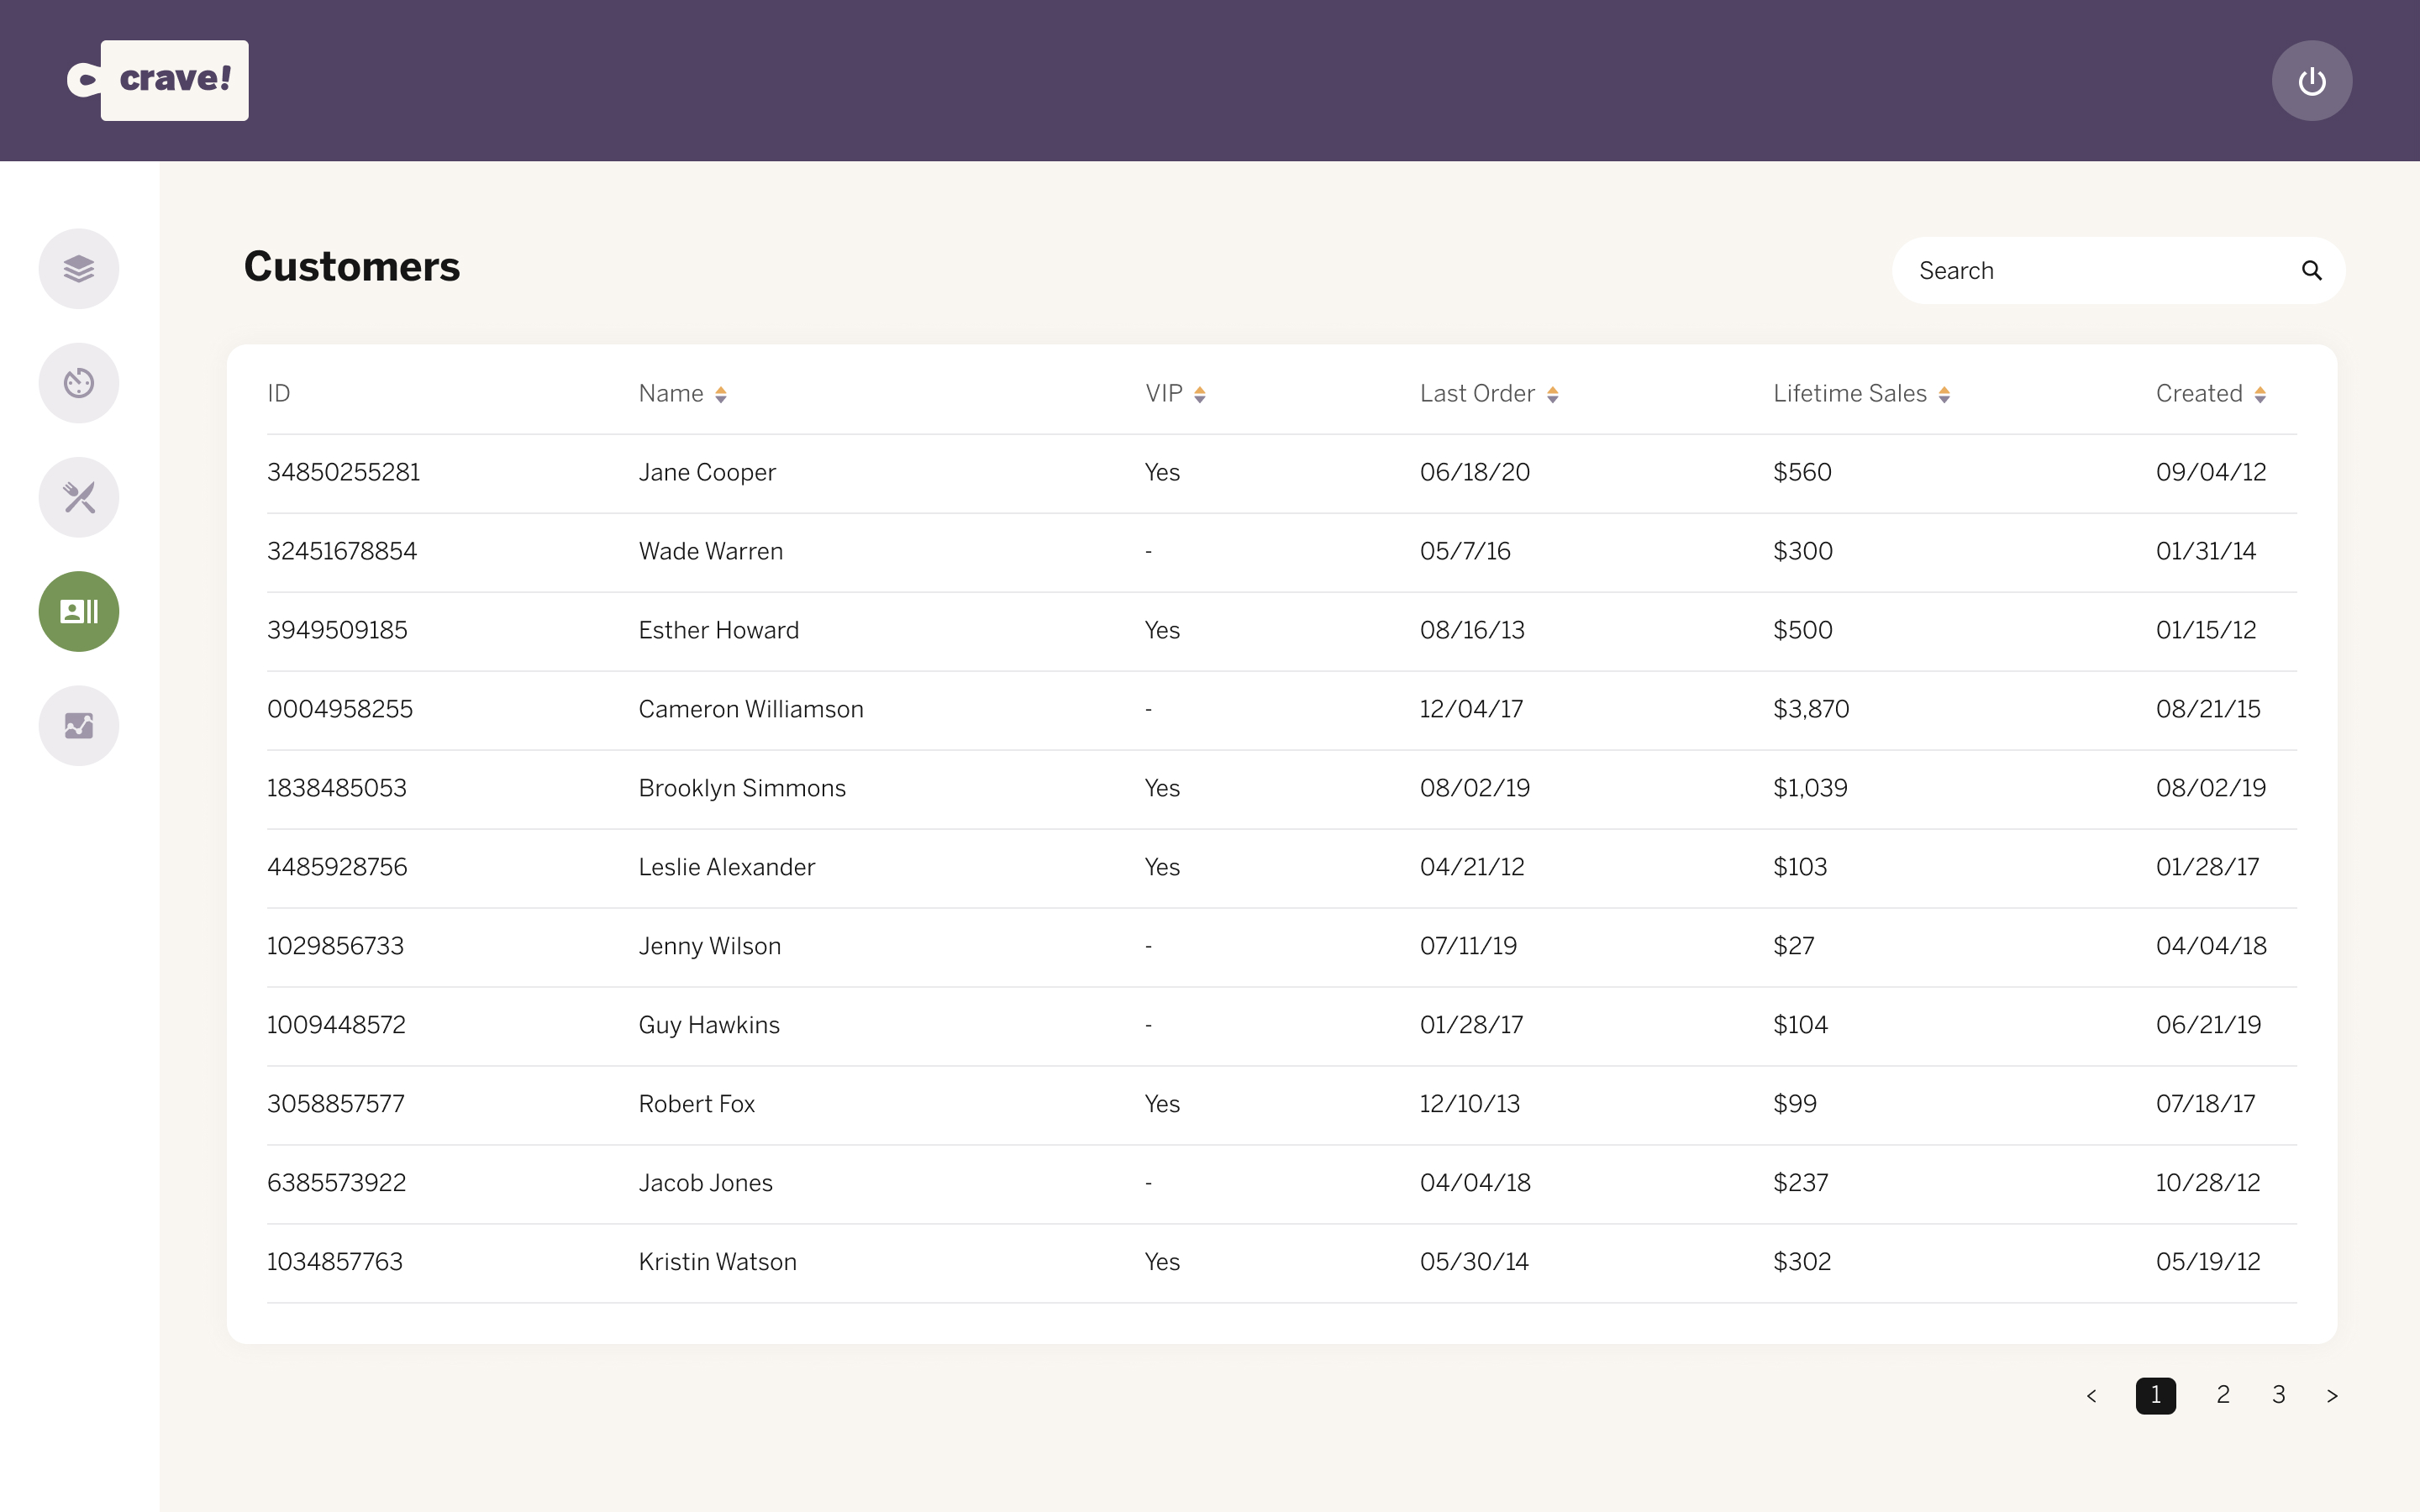 crave!
Customers
Search
ID Name VIP Last Order Lifetime Sales Created
34850255281 Jane Cooper Yes 06/18/20 $560 09/04/12
32451678854 Wade Warren - 05/7/16 $300 01/31/14
3949509185 Esther Howard Yes 08/16/13 $500 01/15/12
0004958255 Cameron Williamson - 12/04/17 $3,870 08/21/15
1838485053 Brooklyn Simmons Yes 08/02/19 $1,039 08/02/19
4485928756 Leslie Alexander Yes 04/21/12 $103 01/28/17
1029856733 Jenny Wilson - 07/11/19 $27 04/04/18
1009448572 Guy Hawkins - 01/28/17 $104 06/21/19
3058857577 Robert Fox Yes 12/10/13 $99 07/18/17
6385573922 Jacob Jones - 04/04/18 $237 10/28/12
1034857763 Kristin Watson Yes 05/30/14 $302 05/19/12
< 1 2 3 >